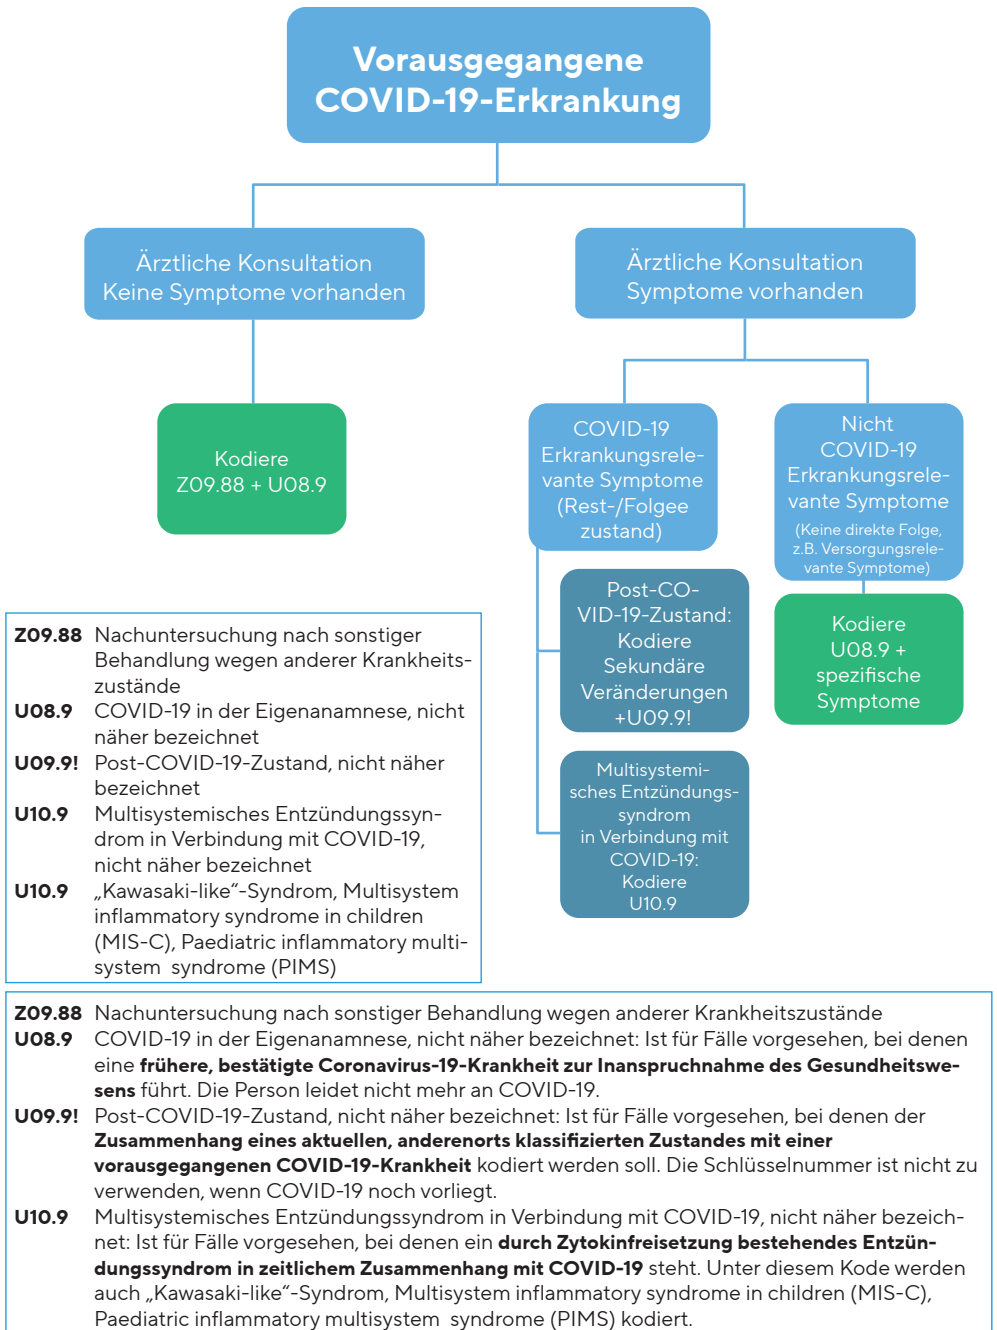 Vorausgegangene
COVID-19-Erkrankung
Ärztliche Konsultation
Keine Symptome vorhanden
Ärztliche Konsultation
Symptome vorhanden
Kodiere
Z09.88 + U08.9
COVID-19
Erkrankungsrele-
vante Symptome
(Rest-/Folgee
zustand)
Nicht
COVID-19
Erkrankungsrele-
vante Symptome
(Keine direkte Folge,
z.B. Versorgungsrele-
vante Symptome)
Post-CO-
VID-19-Zustand:
Kodiere
Sekundäre
Veränderungen
+U09.9!
Kodiere
U08.9 +
spezifische
Symptome
Multisystemi-
sches Entzündungs-
syndrom
in Verbindung mit
COVID-19:
Kodiere
U10.9
Z09.88 Nachuntersuchung nach sonstiger
Behandlung wegen anderer Krankheits-
zustände
U08.9 COVID-19 in der Eigenanamnese, nicht
näher bezeichnet
U09.9! Post-COVID-19-Zustand, nicht näher
bezeichnet
U10.9 Multisystemisches Entzündungssyn-
drom in Verbindung mit COVID-19,
nicht näher bezeichnet
U10.9 „Kawasaki-like“-Syndrom, Multisystem
inflammatory syndrome in children
(MIS-C), Paediatric inflammatory multi-
system syndrome (PIMS)
Z09.88 Nachuntersuchung nach sonstiger Behandlung wegen anderer Krankheitszustände
U08.9 COVID-19 in der Eigenanamnese, nicht näher bezeichnet: Ist für Fälle vorgesehen, bei denen
eine frühere, bestätigte Coronavirus-19-Krankheit zur Inanspruchnahme des Gesundheitswe-
sens führt. Die Person leidet nicht mehr an COVID-19.
U09.9! Post-COVID-19-Zustand, nicht näher bezeichnet: Ist für Fälle vorgesehen, bei denen der
Zusammenhang eines aktuellen, anderenorts klassifizierten Zustandes mit einer
vorausgegangenen COVID-19-Krankheit kodiert werden soll. Die Schlüsselnummer ist nicht zu
verwenden, wenn COVID-19 noch vorliegt.
U10.9 Multisystemisches Entzündungssyndrom in Verbindung mit COVID-19, nicht näher bezeich-
net: Ist für Fälle vorgesehen, bei denen ein durch Zytokinfreisetzung bestehendes Entzün-
dungssyndrom in zeitlichem Zusammenhang mit COVID-19 steht. Unter diesem Kode werden
auch „Kawasaki-like“-Syndrom, Multisystem inflammatory syndrome in children (MIS-C),
Paediatric inflammatory multisystem syndrome (PIMS) kodiert.